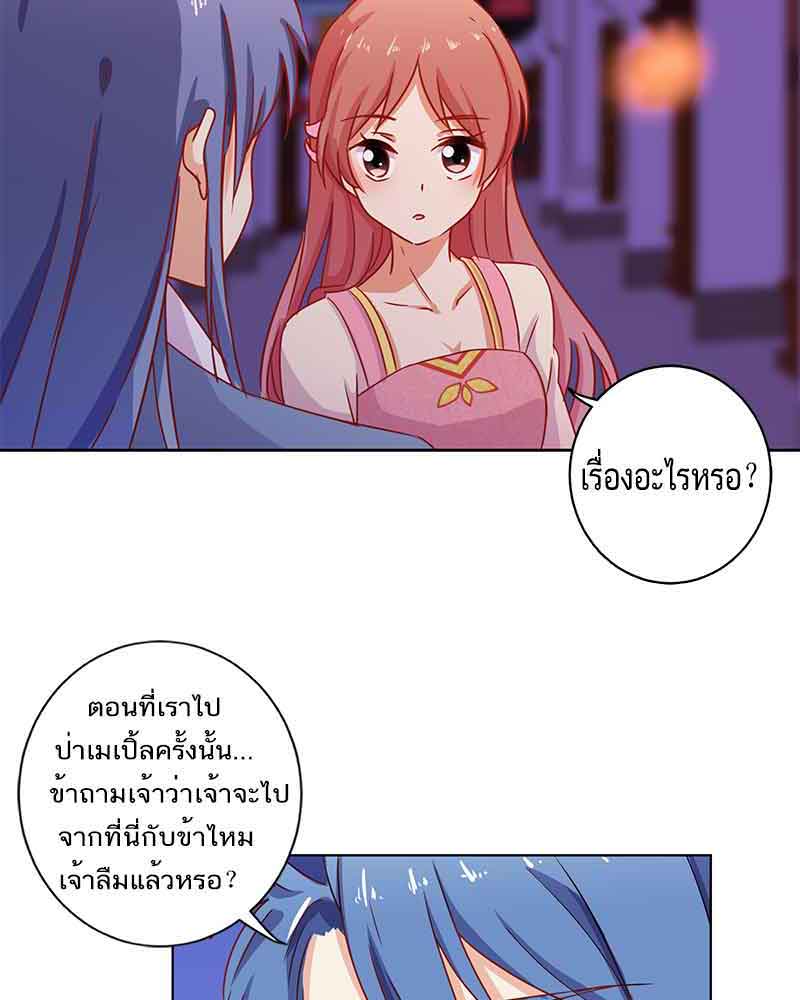 เรื่องอะไรหรอ?
ตอนที่เราไป
ป่าเมเปิ้ลครั้งนั้น...
ข้าถามเจ้าว่าเจ้าจะไป
จากที่นี่กับข้าไหม
เจ้าลืมแล้วหรอ?